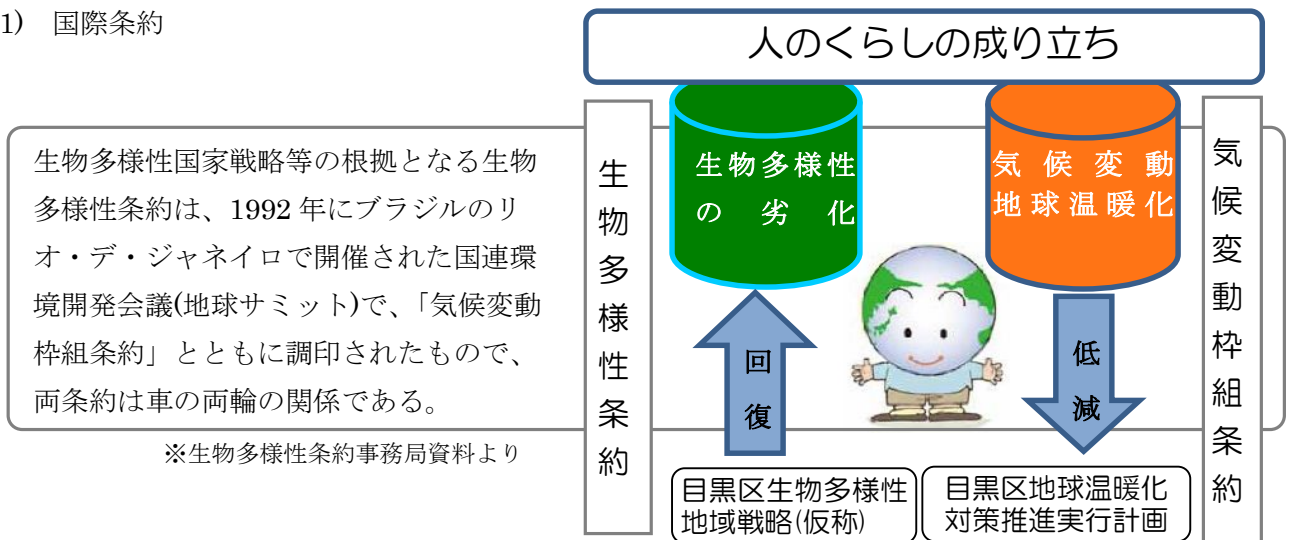 1)　国際条約
人のくらしの成り立ち
生物多様性国家戦略等の根拠となる生物
多様性条約は、1992 年にブラジルのリ
オ・デ・ジャネイロで開催された国連環
境開発会議(地球サミット)で、「気候変動
枠組条約」とともに調印されたもので、
両条約は車の両輪の関係である。
※生物多様性条約事務局資料より
生物多様性条約
生物多様性
の劣化
回復
目黒区生物多様性
地域戦略(仮称)
気候変動
地球温暖化
低減
目黒区地球温暖化
対策推進実行計画
気候変動枠組条約